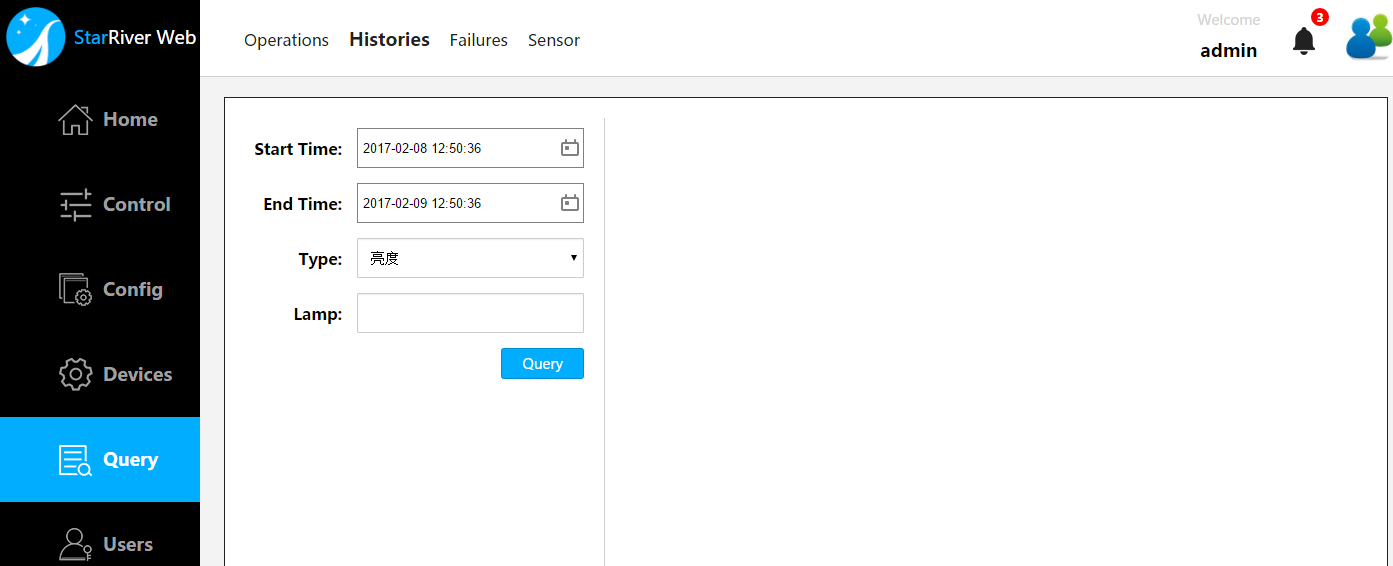 StarRiver Web
Operations Histories Failures Sensor
Welcome
admin
3
Home
Control
Config
Devices
Query
Users
Start Time: 2017-02-08 12:50:36
End Time: 2017-02-09 12:50:36
Type: 亮度
Lamp:
Query